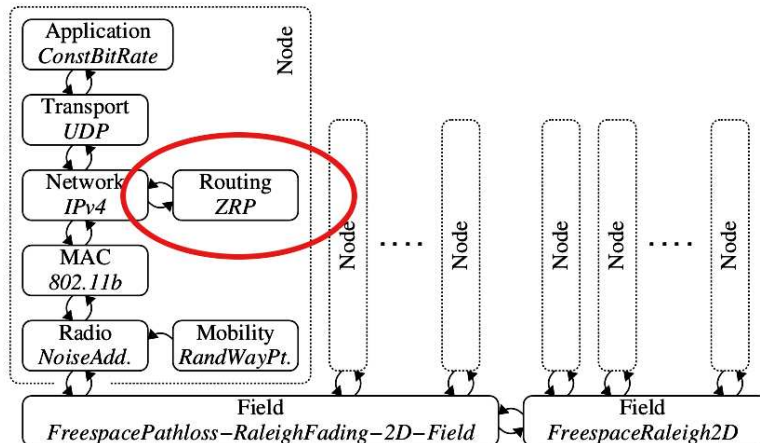 Application
ConstBitRate
Node
Transport
UDP
Network
IPv4
Routing
ZRP
MAC
802.11b
Radio
NoiseAdd.
Mobility
RandWayPt.
Node
....
Node
Node
Node
....
Node
Field
FreespacePathloss-RaleighFading-2D-Field
Field
FreespaceRaleigh2D